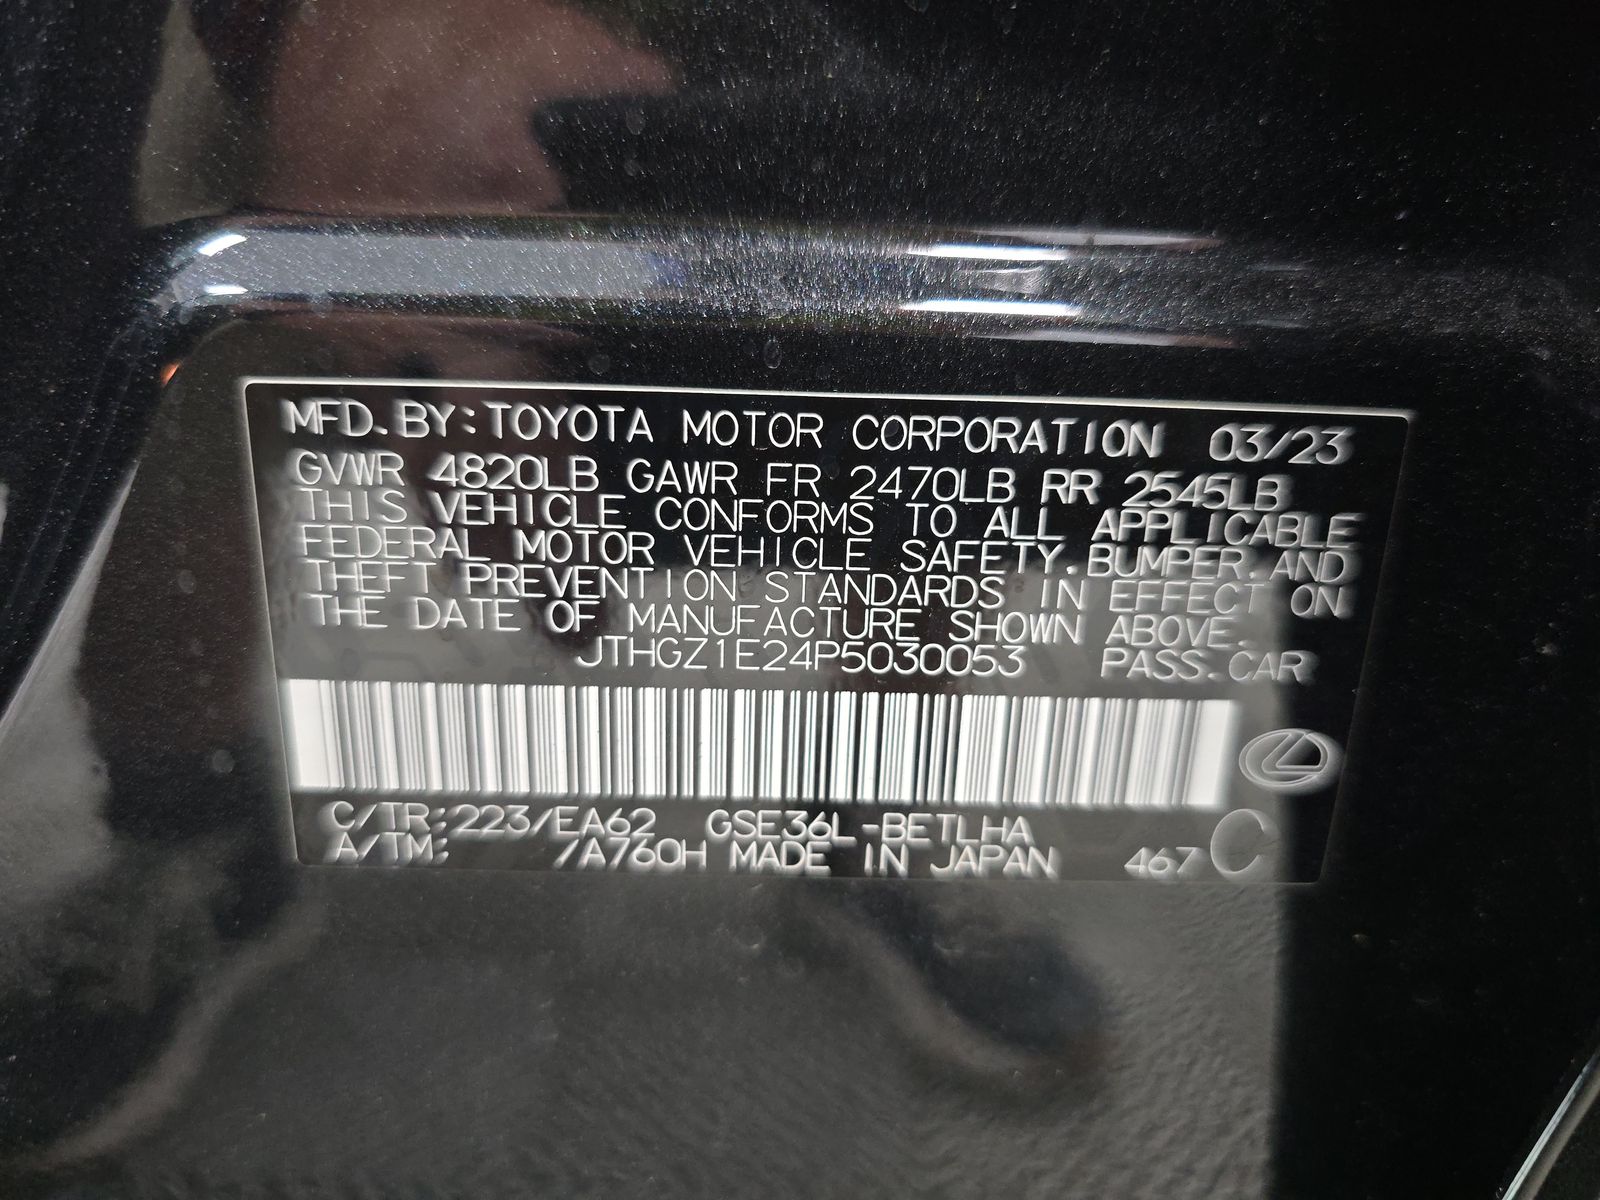 MFD.BY:TOYOTA MOTOR CORPORATION 03/23
GVWR 4820LB GAWR FR 2470LB RR 2545LB
THIS VEHICLE CONFORMS TO ALL APPLICABLE
FEDERAL MOTOR VEHICLE SAFETY.BUMPER.AND
THEFT PREVENTION STANDARDS IN EFFECT ON
THE DATE OF MANUFACTURE SHOWN ABOVE.
JTHGZ1E24P5030053 PASS.CAR
C/TR:223/EA62 GSE36L-BETLHA
A/TM: /A760H MADE IN JAPAN 467 C